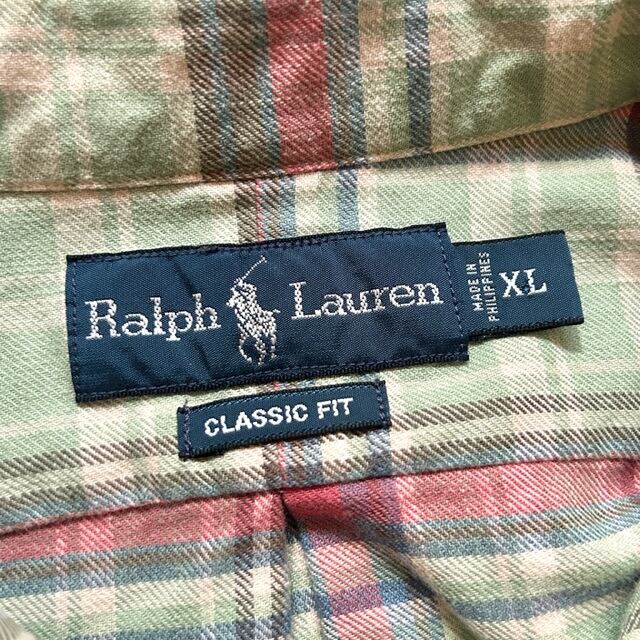 Ralph Lauren
MADE IN
PHILIPPINES
XL
CLASSIC FIT